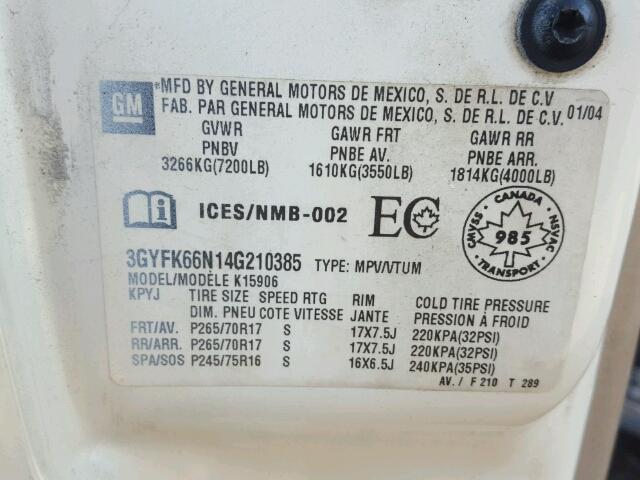 GM
*MFD BY GENERAL MOTORS DE MEXICO, S. DE R.L. DE C.V
FAB. PAR GENERAL MOTORS DE MEXICO, S. DE R.L. DE C.V. 01/04
GVWR GAWR FRT GAWR RR
PNBV PNBE AV. PNBE ARR.
3266KG(7200LB) 1610KG(3550LB) 1814KG(4000LB)
i ICES/NMB-002 EC CANADA CMVSS NSVAC 985 TRANSPORT
3GYFK66N14G210385 TYPE: MPV/VTUM
MODEL/MODÈLE K15906
KPYJ TIRE SIZE SPEED RTG RIM COLD TIRE PRESSURE
DIM. PNEU COTE VITESSE JANTE PRESSION À FROID
FRT/AV. P265/70R17 S 17X7.5J 220KPA(32PSI)
RR/ARR. P265/70R17 S 17X7.5J 220KPA(32PSI)
SPA/SOS P245/75R16 S 16X6.5J 240KPA(35PSI)
AV. / F 210 T 289